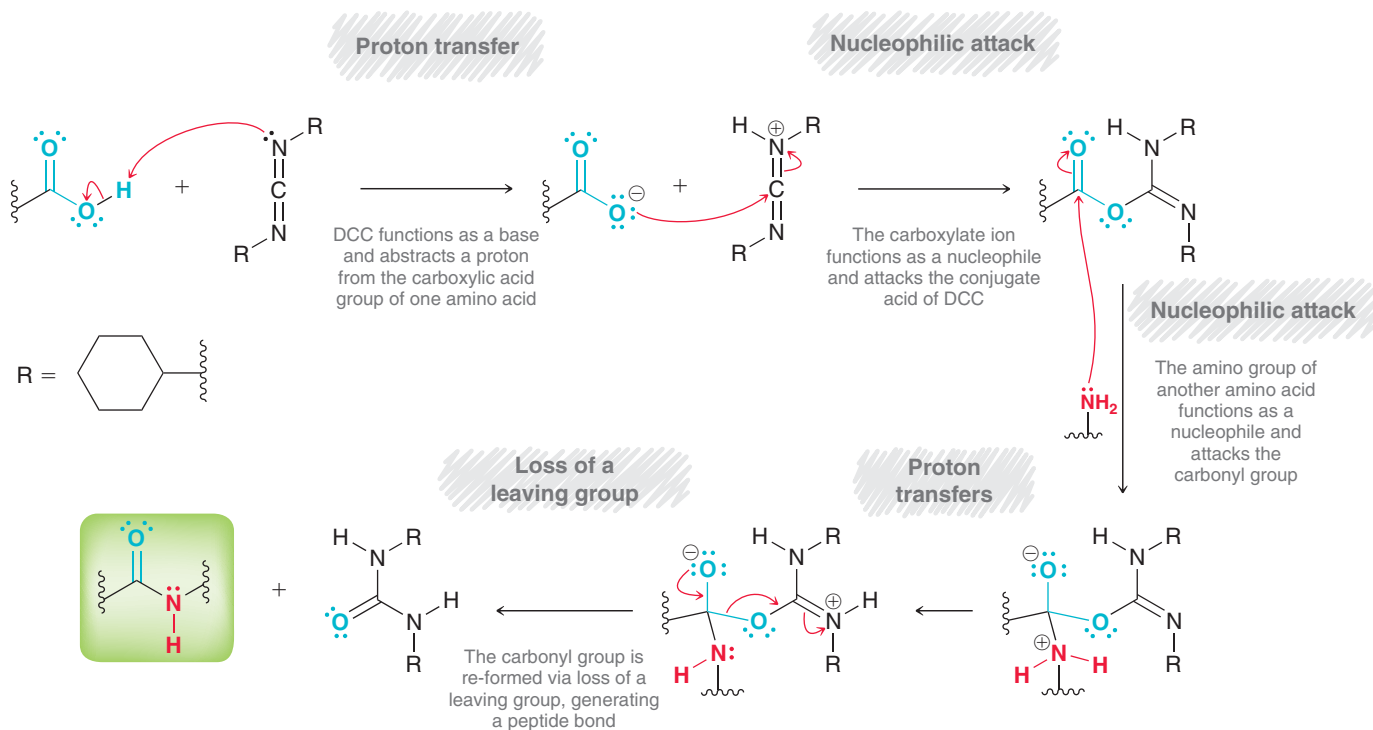 Proton transfer
Nucleophilic attack
O
O
H
+
N
R
C
N
R
DCC functions as a base
and abstracts a proton
from the carboxylic acid
group of one amino acid
O
O
⊖
+
H
N
⊕
R
C
N
R
The carboxylate ion
functions as a nucleophile
and attacks the conjugate
acid of DCC
O
O
H
N
R
N
R
Nucleophilic attack
The amino group of
another amino acid
functions as a
nucleophile and
attacks the
carbonyl group
NH2
R =
Proton
transfers
⊖
O
O
H
N
R
N
R
N
⊕
H
H
Loss of a
leaving group
⊖
O
O
H
N
R
N
⊕
H
R
N
H
The carbonyl group is
re-formed via loss of a
leaving group, generating
a peptide bond
O
N
H
+
H
N
R
O
N
H
R